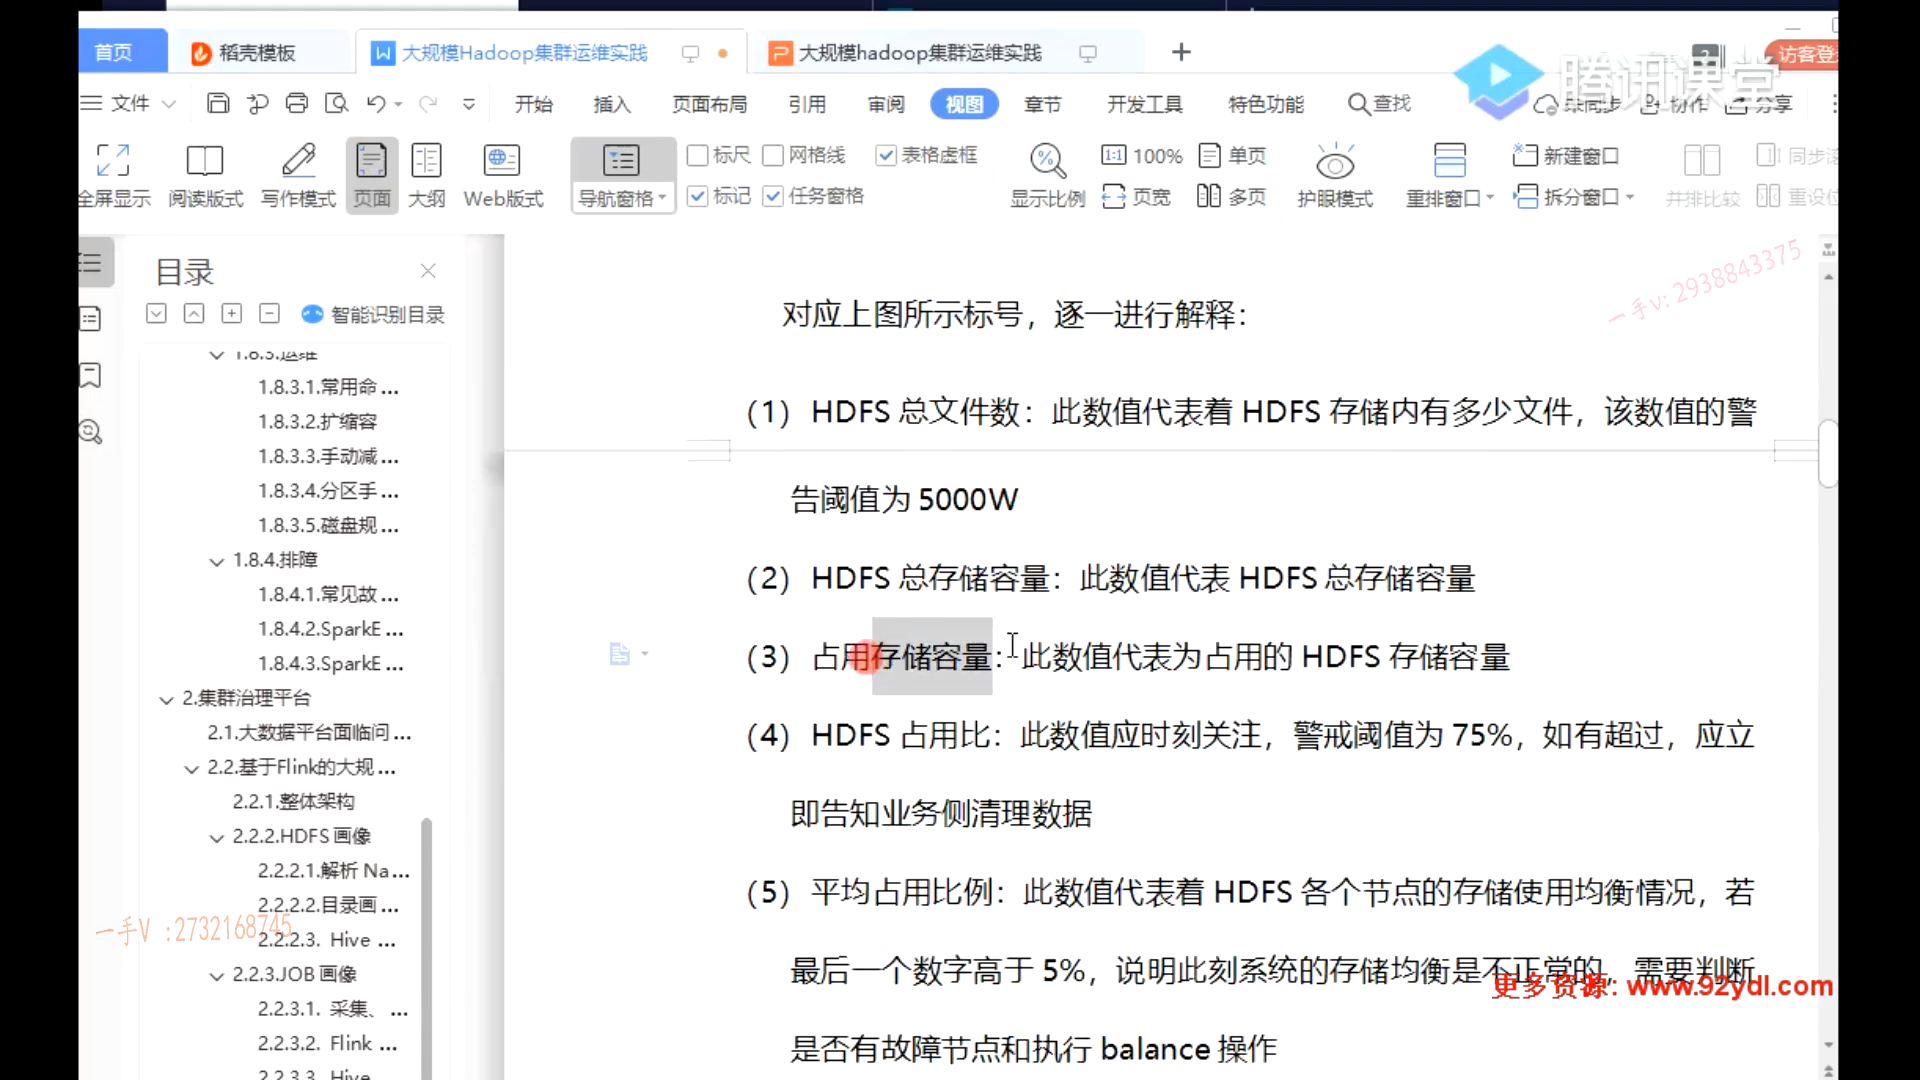 首页
稻壳模板
大规模Hadoop集群运维实践
大规模hadoop集群运维实践
腾讯课堂
文件
开始 插入 页面布局 引用 审阅 视图 章节 开发工具 特色功能 查找
协作 分享
全屏显示 阅读版式 写作模式 页面 大纲 Web版式 导航窗格
标尺 网格线 表格虚框
标记 任务窗格
显示比例 100% 单页
页宽 多页
护眼模式 重排窗口 新建窗口
拆分窗口 并排比较
目录
智能识别目录
1.8.3.运维
1.8.3.1.常用命...
1.8.3.2.扩缩容
1.8.3.3.手动减...
1.8.3.4.分区手...
1.8.3.5.磁盘规...
1.8.4.排障
1.8.4.1.常见故...
1.8.4.2.SparkE...
1.8.4.3.SparkE...
2.集群治理平台
2.1.大数据平台面临问...
2.2.基于Flink的大规...
2.2.1.整体架构
2.2.2.HDFS 画像
2.2.2.1.解析 Na...
2.2.2.2.目录画...
2.2.2.3. Hive ...
2.2.3.JOB 画像
2.2.3.1. 采集、...
2.2.3.2. Flink ...
2.2.3.3. Hive
一手V :2732168745
一手v: 2938843375
对应上图所示标号，逐一进行解释：
（1） HDFS 总文件数：此数值代表着 HDFS 存储内有多少文件，该数值的警
告阈值为 5000W
（2） HDFS 总存储容量：此数值代表 HDFS 总存储容量
（3） 占用存储容量：此数值代表为占用的 HDFS 存储容量
（4） HDFS 占用比：此数值应时刻关注，警戒阈值为 75%，如有超过，应立
即告知业务侧清理数据
（5） 平均占用比例：此数值代表着 HDFS 各个节点的存储使用均衡情况，若
最后一个数字高于 5%，说明此刻系统的存储均衡是不正常的，需要判断
更多资源: www.92ydl.com
是否有故障节点和执行 balance 操作